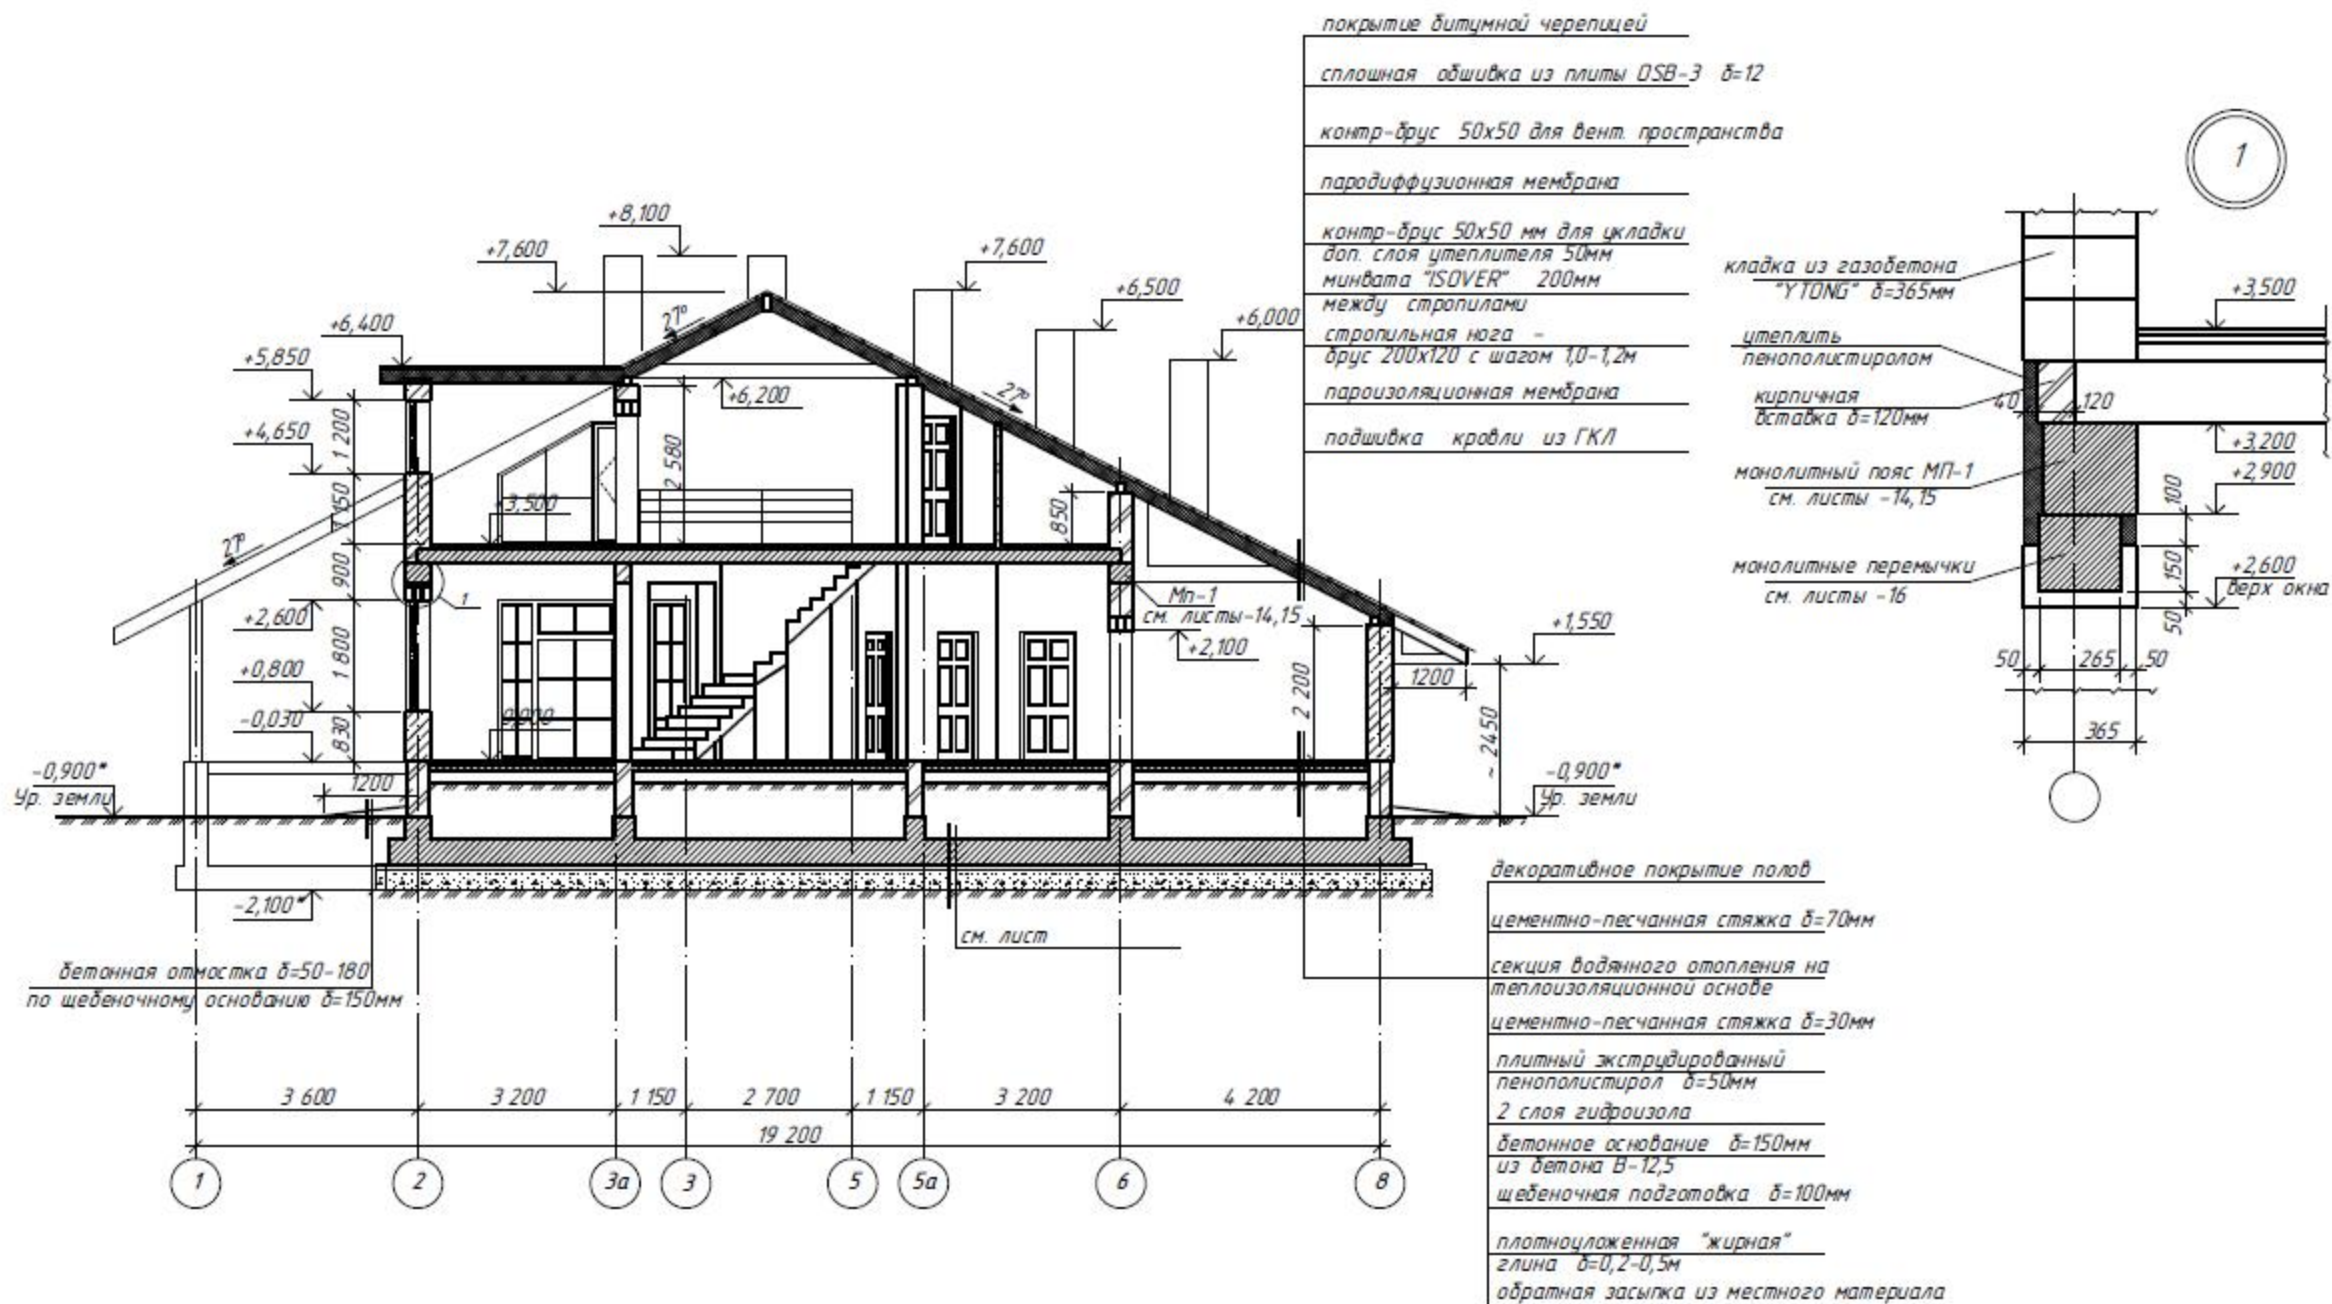 покрытие битумной черепицей
сплошная обшивка из плиты OSB-3 δ=12
контр-брус 50х50 для вент. пространства
пародиффузионная мембрана
контр-брус 50х50 мм для укладки
доп. слоя утеплителя 50мм
минвата "ISOVER" 200мм
между стропилами
стропильная нога -
брус 200х120 с шагом 1,0-1,2м
пароизоляционная мембрана
подшивка кровли из ГКЛ
+8,100
+7,600
+7,600
+6,500
+6,400
+6,000
+5,850
27°
27°
+6,200
+4,650
1 200
2 580
+3,500
1 150
850
27°
900
1
Мп-1
см. листы-14,15
+2,600
+2,100
+1,550
1 800
+0,800
2 200
1200
-0,030
0,000
830
~ 2450
-0,900*
Ур. земли
1200
-0,900*
Ур. земли
-2,100*
см. лист
бетонная отмостка δ=50-180
по щебеночному основанию δ=150мм
3 600
3 200
1 150
2 700
1 150
3 200
4 200
19 200
1
2
3а
3
5
5а
6
8
1
кладка из газобетона
"YTONG" δ=365мм
+3,500
утеплить
пенополистиролом
кирпичная
вставка δ=120мм
40
120
+3,200
монолитный пояс МП-1
см. листы -14,15
+2,900
100
монолитные перемычки
см. листы -16
150
+2,600
верх окна
50
50
265
50
365
декоративное покрытие полов
цементно-песчанная стяжка δ=70мм
секция водянного отопления на
теплоизоляционной основе
цементно-песчанная стяжка δ=30мм
плитный экструдированный
пенополистирол δ=50мм
2 слоя гидроизола
бетонное основание δ=150мм
из бетона В-12,5
щебеночная подготовка δ=100мм
плотноуложенная "жирная"
глина δ=0,2-0,5м
обратная засыпка из местного материала